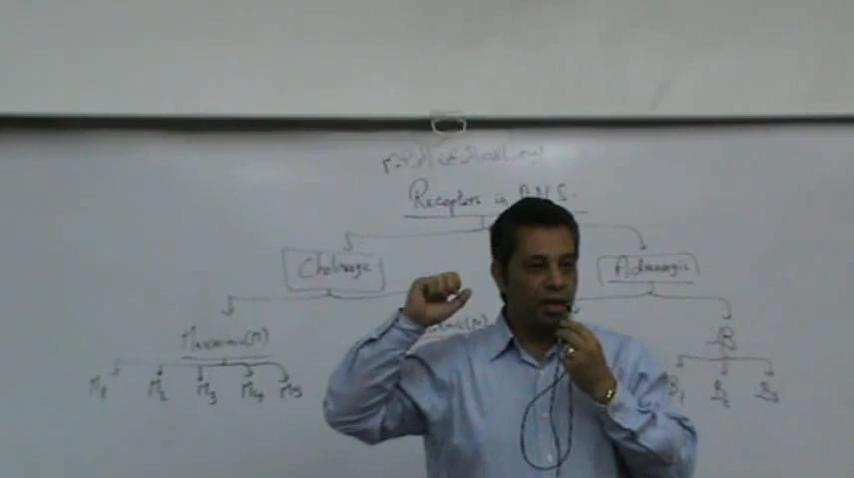 بسم الله الرحمن الرحيم
Receptors in A.N.S.
Cholinergic Adrenergic
Muscarinic(M) β
M1 M2 M3 M4 M5 β1 β2 β3